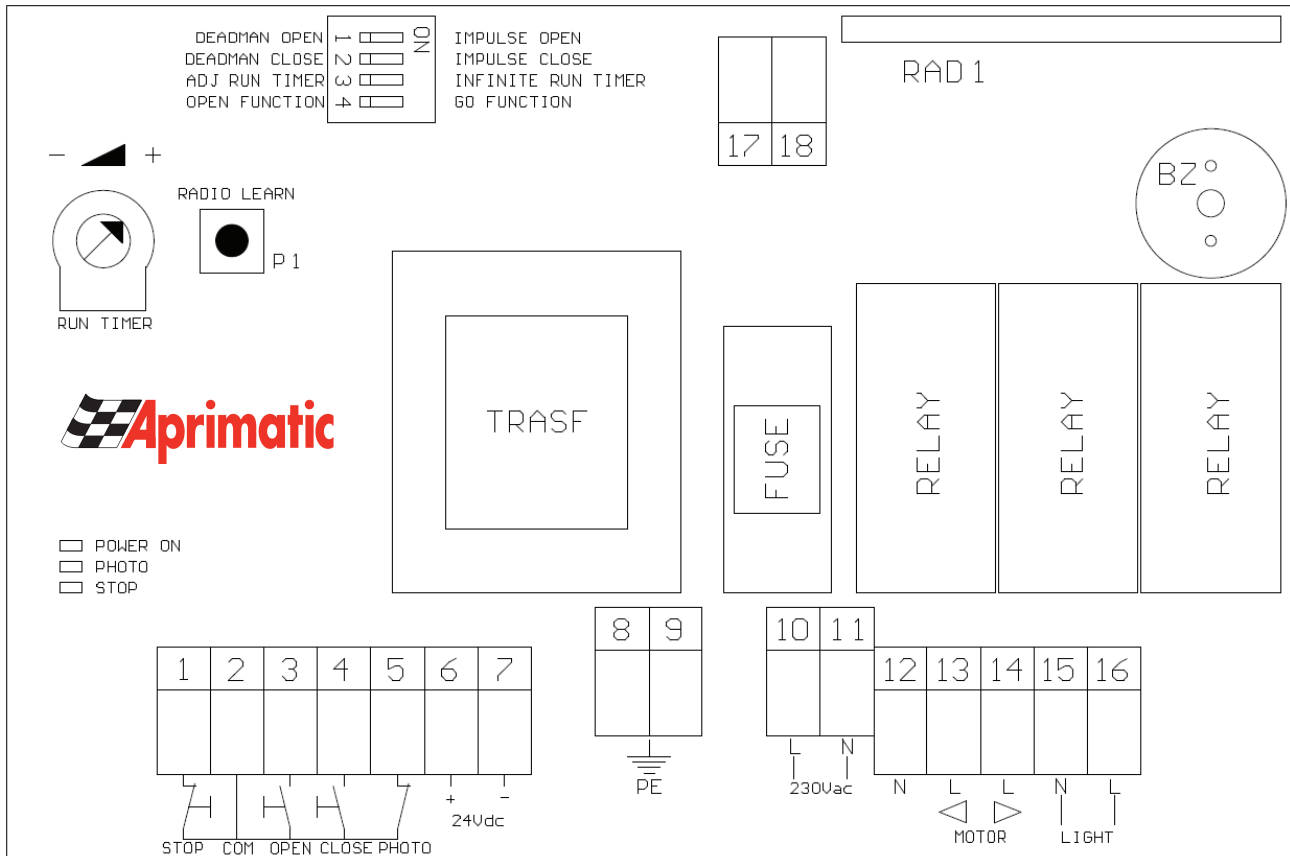 DEADMAN OPEN 1 ON IMPULSE OPEN
DEADMAN CLOSE 2 IMPULSE CLOSE
ADJ RUN TIMER 3 INFINITE RUN TIMER
OPEN FUNCTION 4 GO FUNCTION
RAD1
17 18
- +
BZ
RADIO LEARN
P1
RUN TIMER
Aprimatic
TRASF
FUSE
RELAY
RELAY
RELAY
POWER ON
PHOTO
STOP
8 9
10 11
1 2 3 4 5 6 7
12 13 14 15 16
L N
PE
230Vac
N L L N L
+ -
24Vdc
MOTOR LIGHT
STOP COM OPEN CLOSE PHOTO